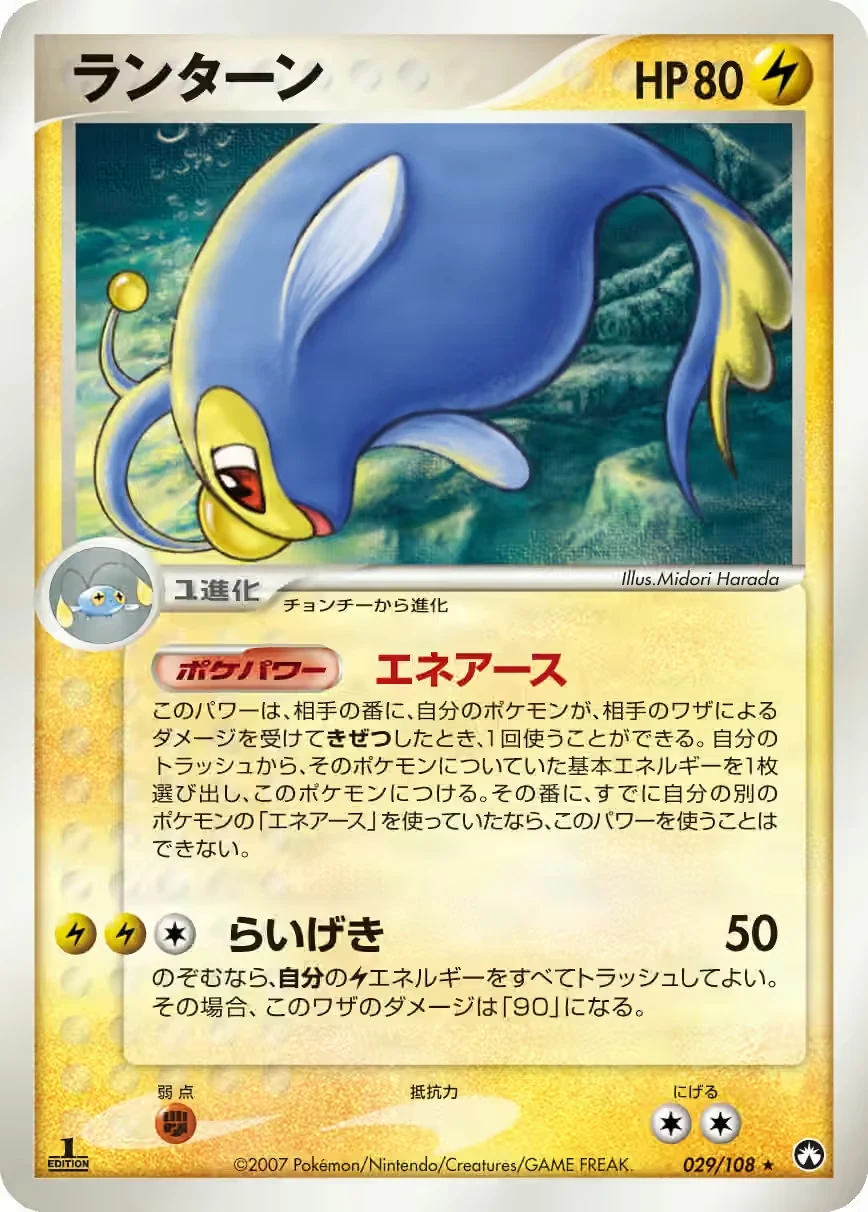 ランターン
HP80
Illus.Midori Harada
1進化
チョンチーから進化
ポケパワー エネアース
このパワーは、相手の番に、自分のポケモンが、相手のワザによる
ダメージを受けてきぜつしたとき、1回使うことができる。自分の
トラッシュから、そのポケモンについていた基本エネルギーを1枚
選び出し、このポケモンにつける。その番に、すでに自分の別の
ポケモンの「エネアース」を使っていたなら、このパワーを使うことは
できない。
らいげき 50
のぞむなら、自分のエネルギーをすべてトラッシュしてよい。
その場合、このワザのダメージは「90」になる。
弱点 抵抗力 にげる
1
EDITION
©2007 Pokémon/Nintendo/Creatures/GAME FREAK.
029/108 ★